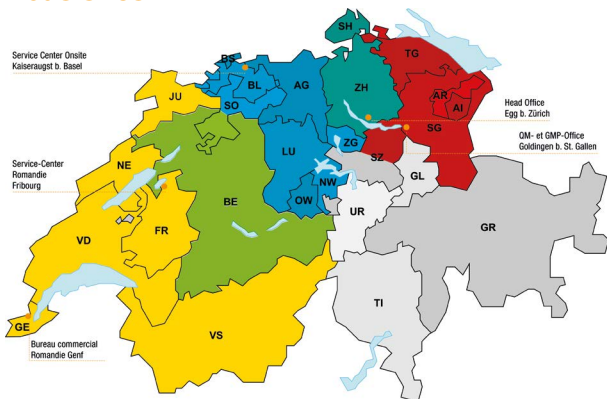 SH
BS
TG
Service Center Onsite
Kaiseraugst b. Basel
BL
AG
ZH
AR
AI
JU
SO
Head Office
Egg b. Zürich
SG
QM- et GMP-Office
Goldingen b. St. Gallen
ZG
LU
SZ
NE
GL
Service-Center
Romandie
Fribourg
NW
OW
BE
UR
FR
GR
VD
TI
GE
VS
Bureau commercial
Romandie Genf